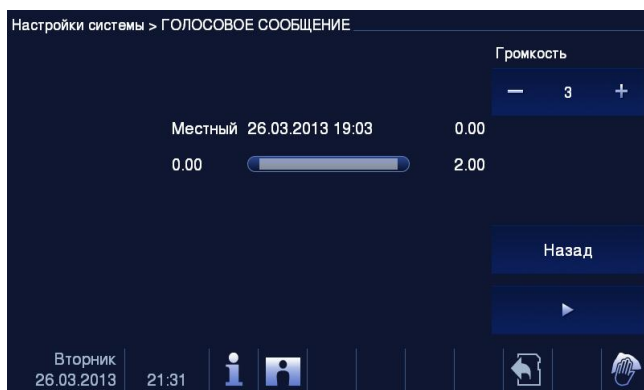 Настройки системы > ГОЛОСОВОЕ СООБЩЕНИЕ
Громкость
— 3 +
Местный 26.03.2013 19:03 0.00
0.00 2.00
Назад
Вторник
26.03.2013 21:31